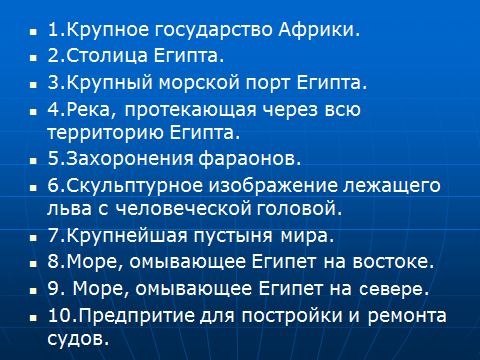 1.Крупное государство Африки.
2.Столица Египта.
3.Крупный морской порт Египта.
4.Река, протекающая через всю
территорию Египта.
5.Захоронения фараонов.
6.Скульптурное изображение лежащего
льва с человеческой головой.
7.Крупнейшая пустыня мира.
8.Море, омывающее Египет на востоке.
9. Море, омывающее Египет на севере.
10.Предпритие для постройки и ремонта
судов.